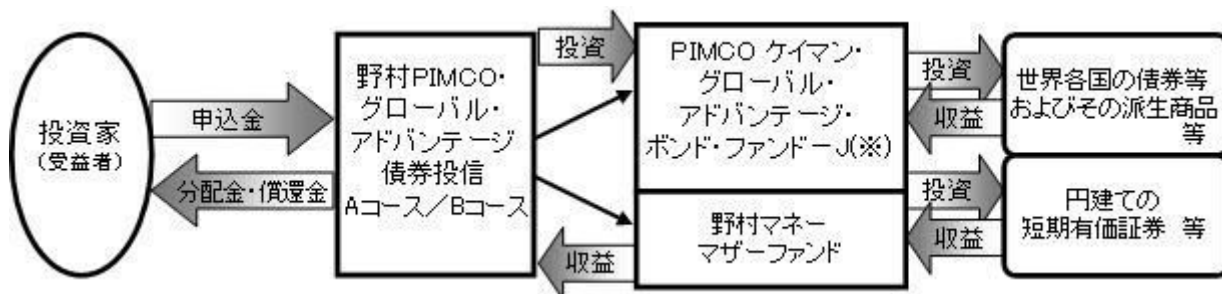 投資家
(受益者)
申込金
分配金・償還金
野村PIMCO・
グローバル・
アドバンテージ
債券投信
Aコース／Bコース
投資
収益
PIMCO ケイマン・
グローバル・
アドバンテージ・
ボンド・ファンド－J(※)
野村マネー
マザーファンド
投資
収益
投資
収益
世界各国の債券等
およびその派生商品
等
円建ての
短期有価証券 等